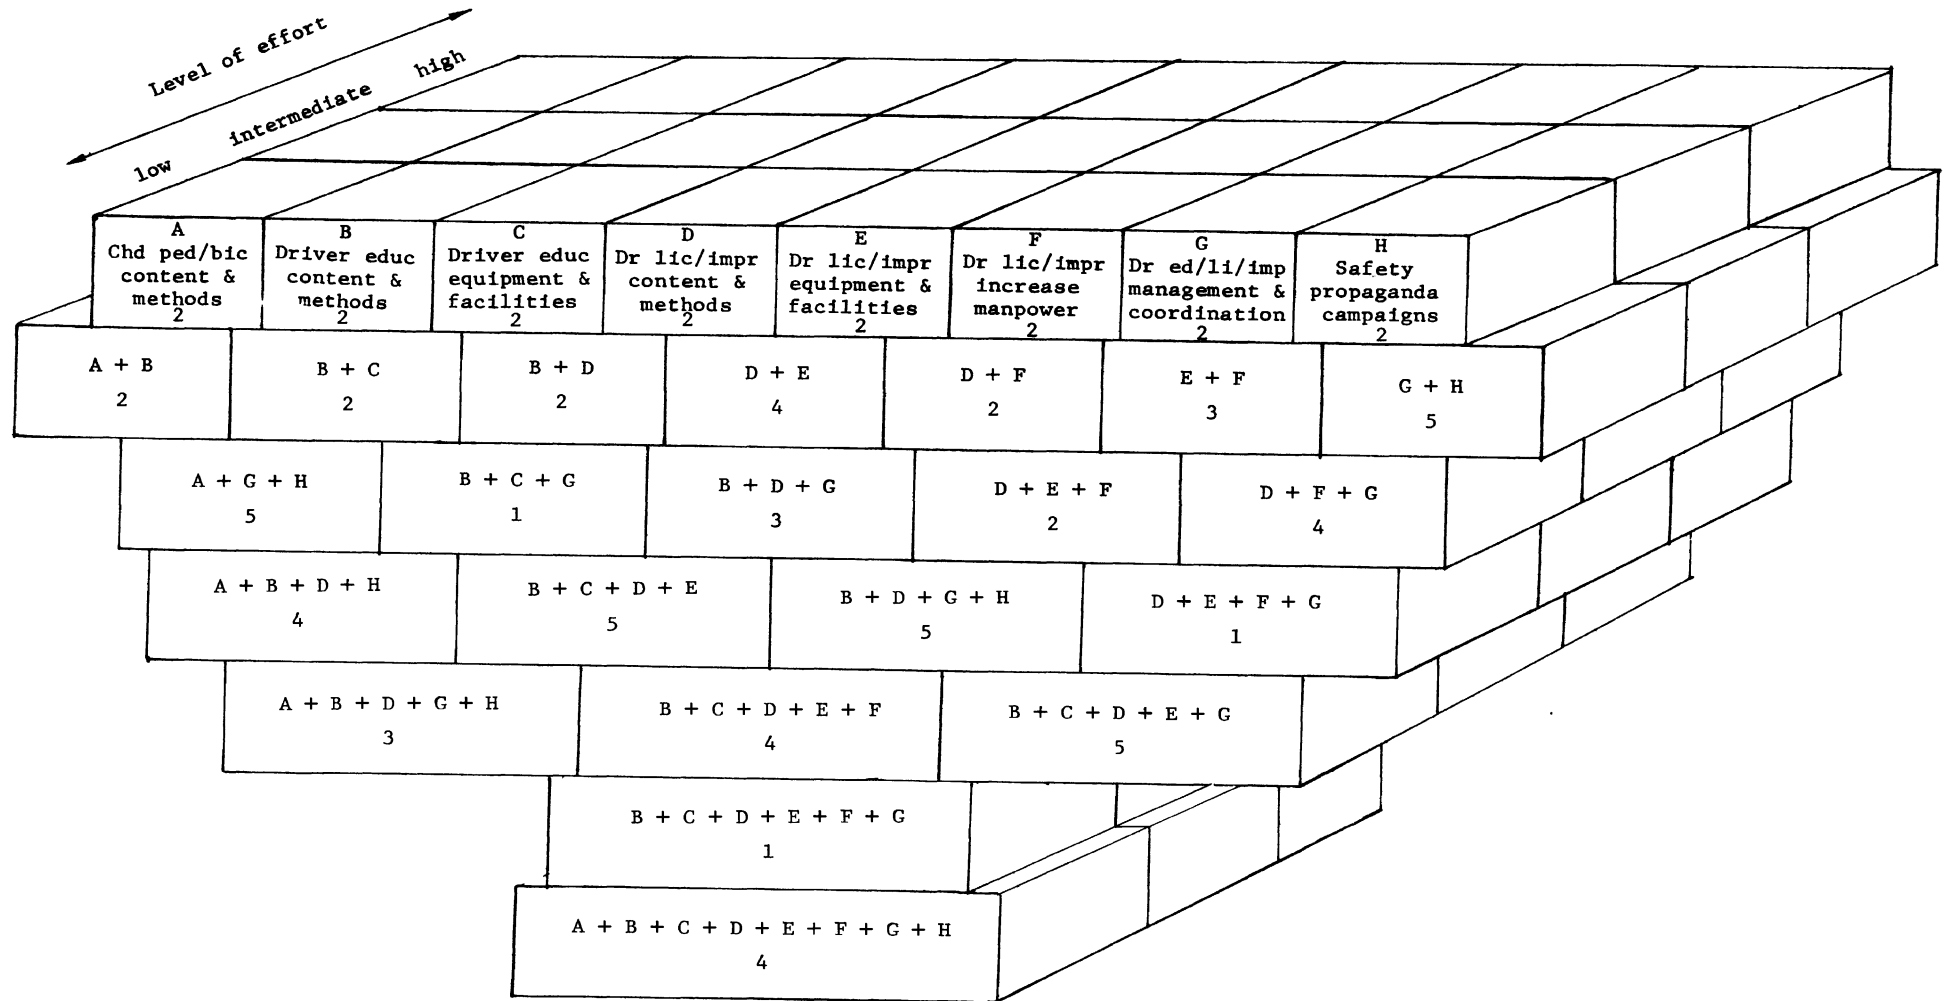 Level of effort
low intermediate high
A
Chd ped/bic
content &
methods
2
B
Driver educ
content &
methods
2
C
Driver educ
equipment &
facilities
2
D
Dr lic/impr
content &
methods
2
E
Dr lic/impr
equipment &
facilities
2
F
Dr lic/impr
increase
manpower
2
G
Dr ed/li/imp
management &
coordination
2
H
Safety
propaganda
campaigns
2
A + B
2
B + C
2
B + D
2
D + E
4
D + F
2
E + F
3
G + H
5
A + G + H
5
B + C + G
1
B + D + G
3
D + E + F
2
D + F + G
4
A + B + D + H
4
B + C + D + E
5
B + D + G + H
5
D + E + F + G
1
A + B + D + G + H
3
B + C + D + E + F
4
B + C + D + E + G
5
B + C + D + E + F + G
1
A + B + C + D + E + F + G + H
4